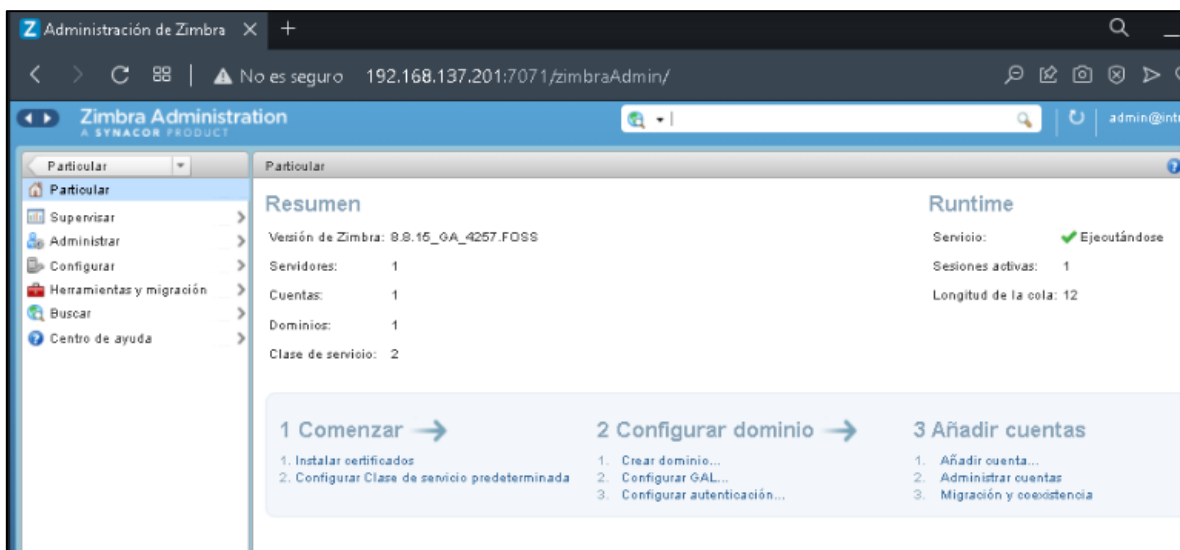 Administración de Zimbra
No es seguro 192.168.137.201:7071/zimbraAdmin/
Zimbra Administration
A SYNACOR PRODUCT
admin@intr
Particular
Particular
Supervisar
Administrar
Configurar
Herramientas y migración
Buscar
Centro de ayuda
Particular
Resumen
Versión de Zimbra: 8.8.15_GA_4257.FOSS
Servidores: 1
Cuentas: 1
Dominios: 1
Clase de servicio: 2
Runtime
Servicio: Ejecutándose
Sesiones activas: 1
Longitud de la cola: 12
1 Comenzar
1. Instalar certificados
2. Configurar Clase de servicio predeterminada
2 Configurar dominio
1. Crear dominio...
2. Configurar GAL...
3. Configurar autenticación...
3 Añadir cuentas
1. Añadir cuenta...
2. Administrar cuentas
3. Migración y coexistencia